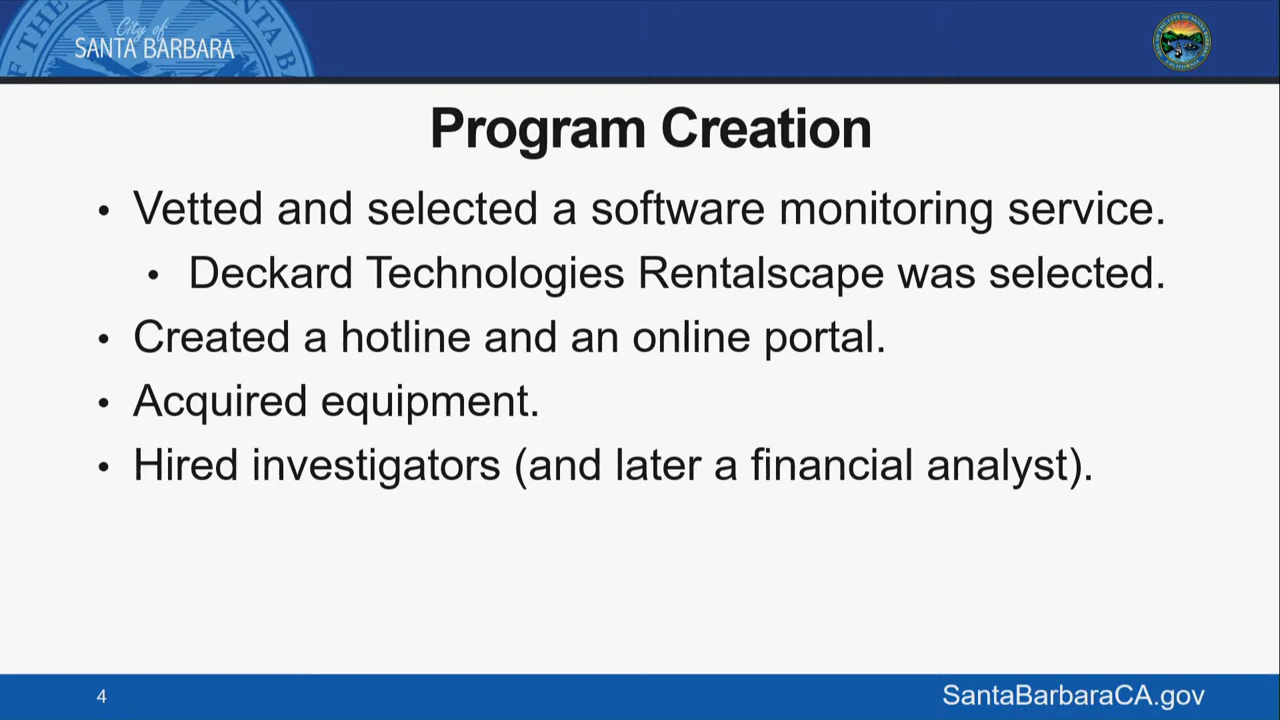 City of
SANTA BARBARA
Program Creation
• Vetted and selected a software monitoring service.
• Deckard Technologies Rentalscape was selected.
• Created a hotline and an online portal.
• Acquired equipment.
• Hired investigators (and later a financial analyst).
4
SantaBarbaraCA.gov